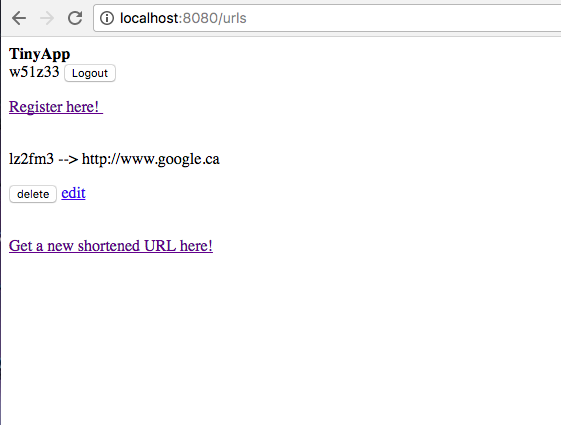 localhost:8080/urls
TinyApp
w51z33 Logout
Register here!
lz2fm3 --> http://www.google.ca
delete edit
Get a new shortened URL here!